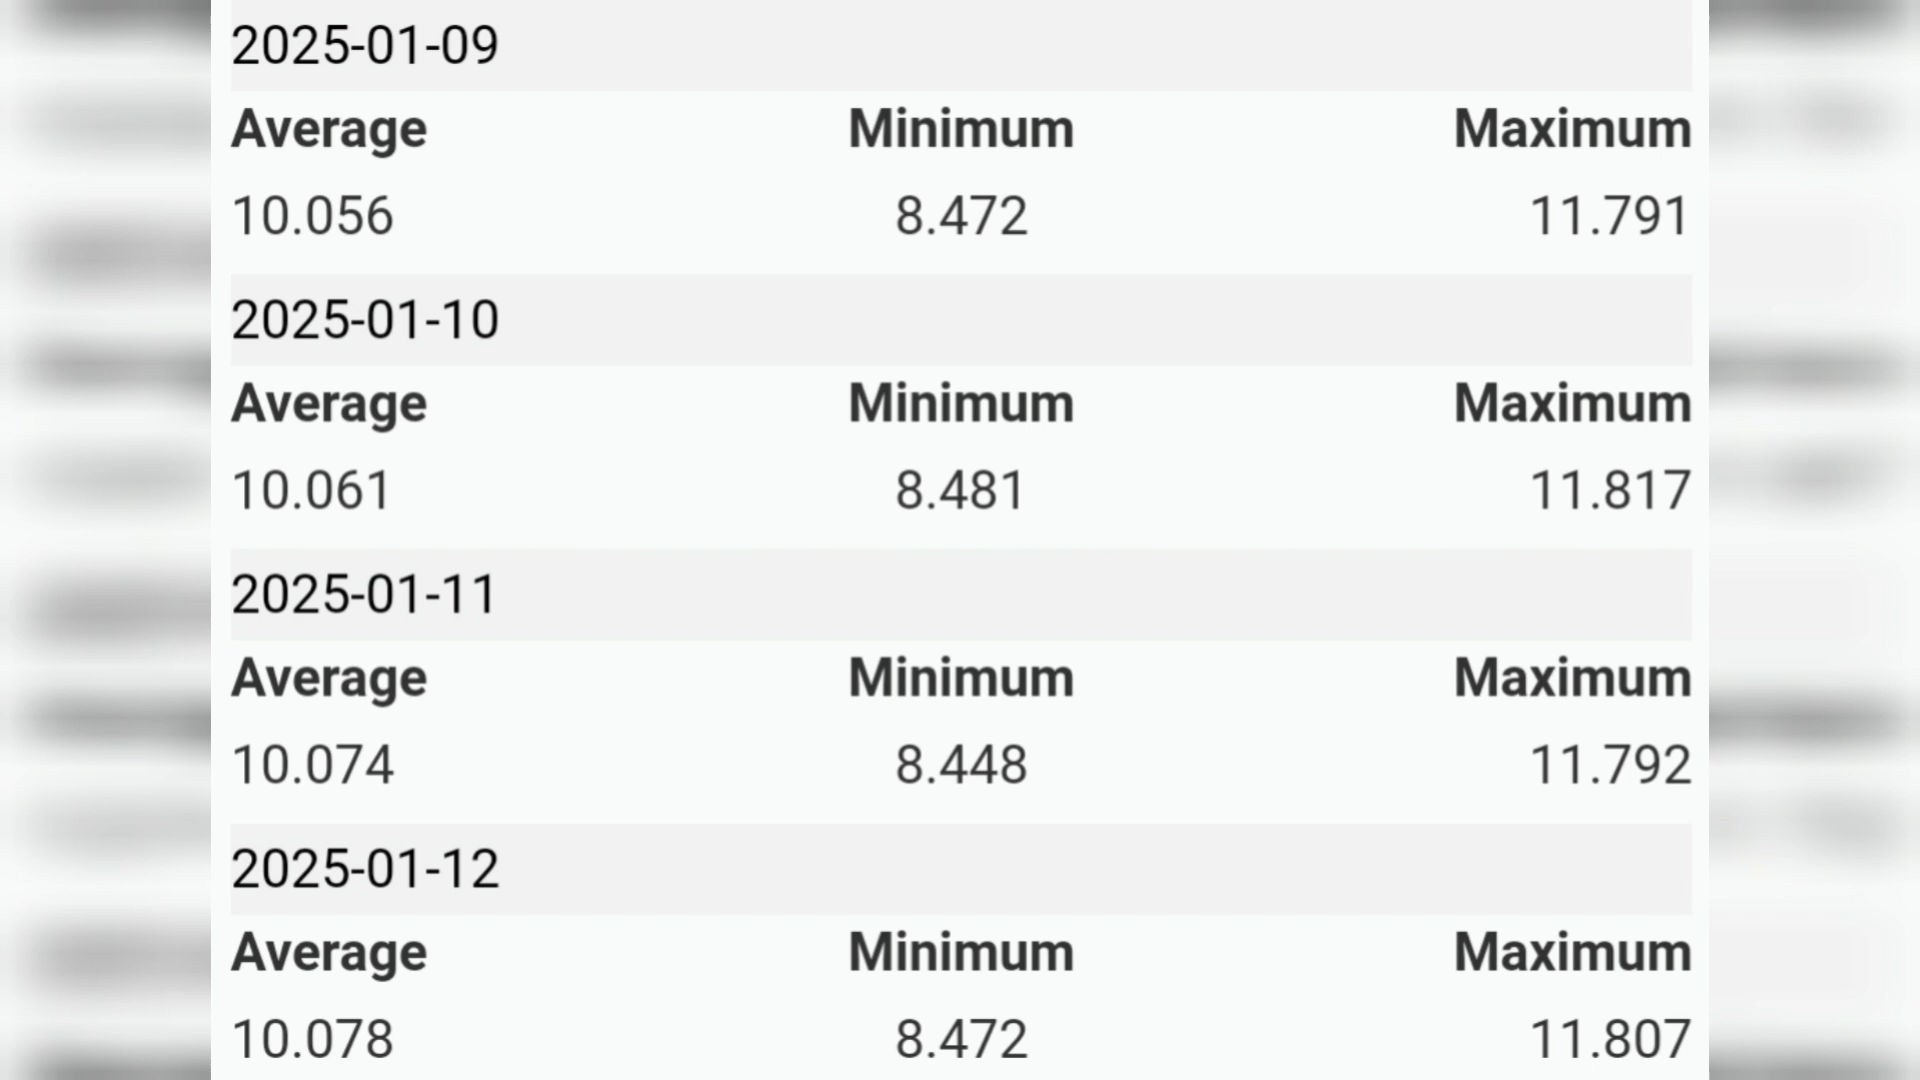 2025-01-09
Average Minimum Maximum
10.056 8.472 11.791
2025-01-10
Average Minimum Maximum
10.061 8.481 11.817
2025-01-11
Average Minimum Maximum
10.074 8.448 11.792
2025-01-12
Average Minimum Maximum
10.078 8.472 11.807